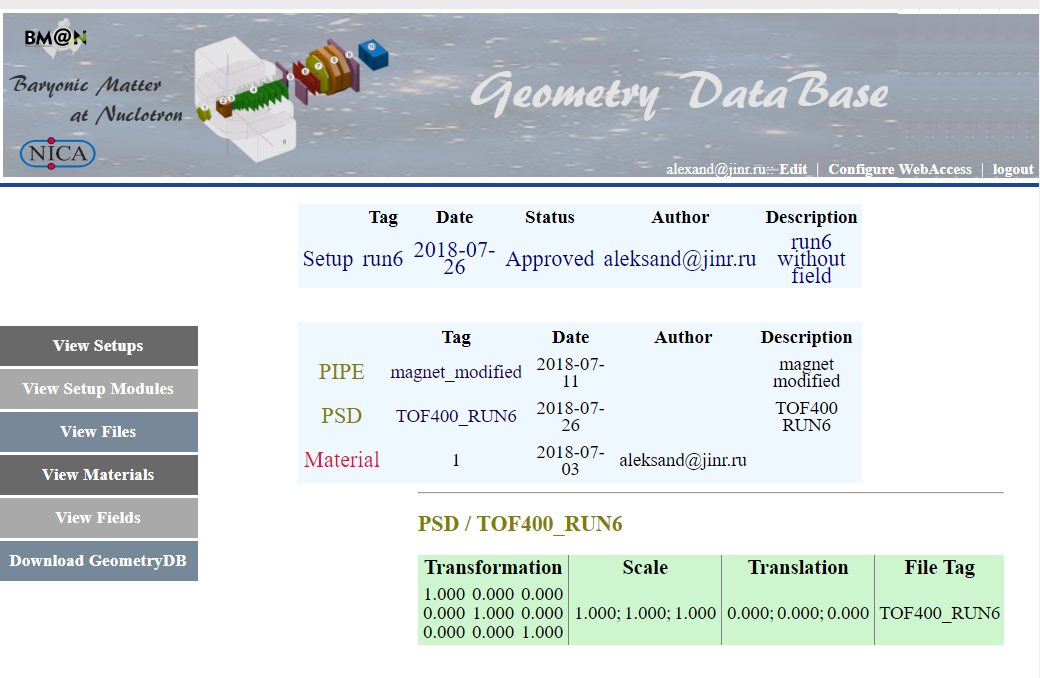 BM@N
Baryonic Matter
at Nuclotron
NICA
Geometry DataBase
alexand@jinr.ru:: Edit | Configure WebAccess | logout
Tag Date Status Author Description
Setup run6 2018-07-26 Approved aleksand@jinr.ru run6 without field
View Setups
View Setup Modules
View Files
View Materials
View Fields
Download GeometryDB
Tag Date Author Description
PIPE magnet_modified 2018-07-11 magnet modified
PSD TOF400_RUN6 2018-07-26 TOF400 RUN6
Material 1 2018-07-03 aleksand@jinr.ru
PSD / TOF400_RUN6
Transformation Scale Translation File Tag
1.000 0.000 0.000
0.000 1.000 0.000 1.000; 1.000; 1.000 0.000; 0.000; 0.000 TOF400_RUN6
0.000 0.000 1.000